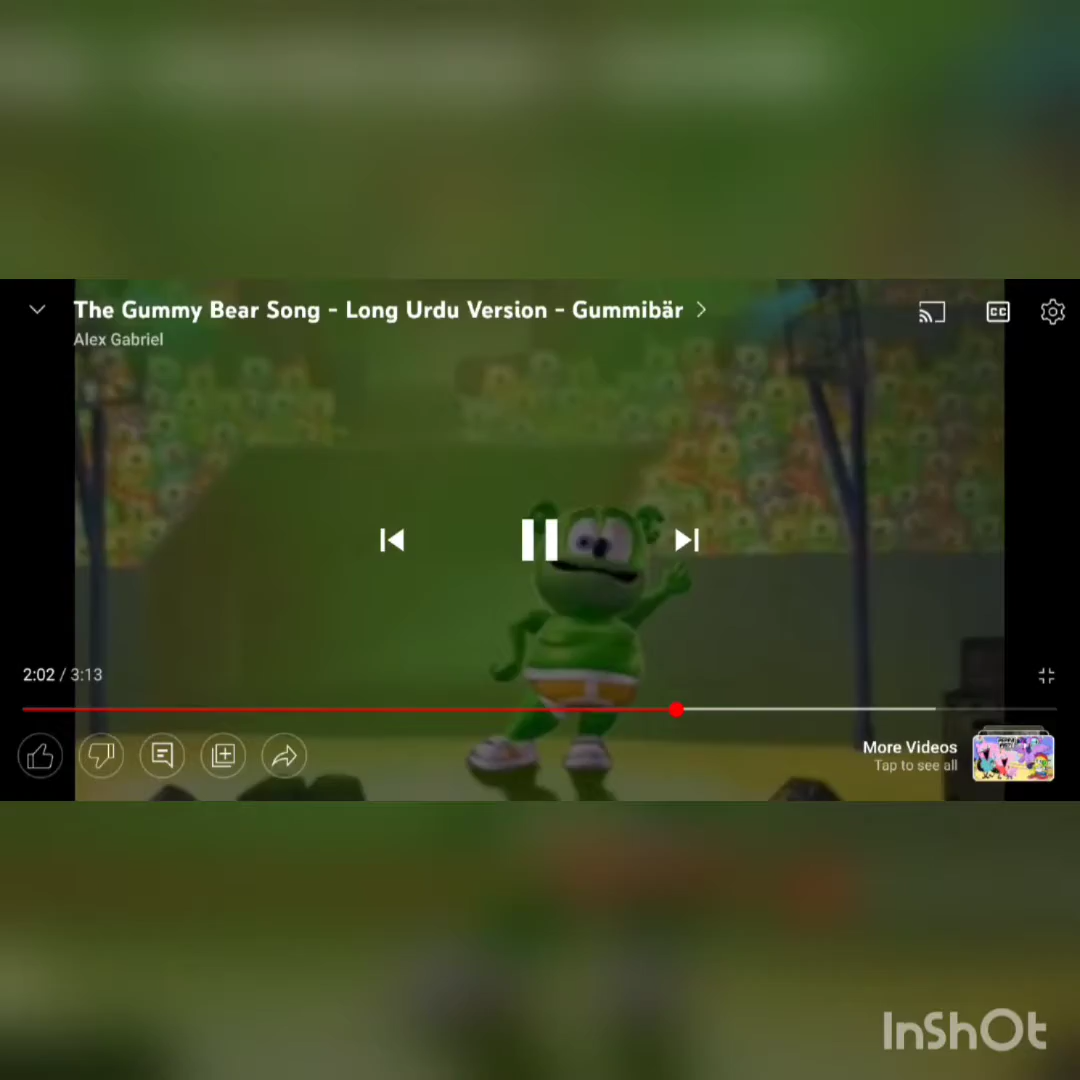 The Gummy Bear Song - Long Urdu Version - Gummibär
CC
Alex Gabriel
2:02 / 3:13
More Videos
Tap to see all
InShOt